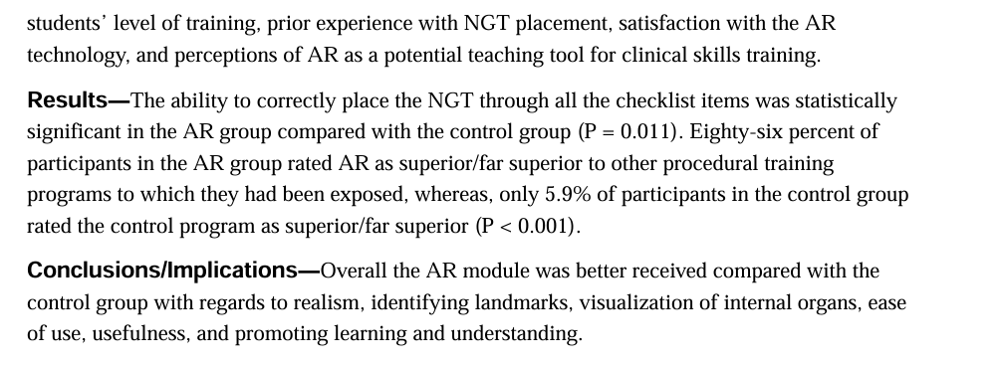 students’ level of training, prior experience with NGT placement, satisfaction with the AR
technology, and perceptions of AR as a potential teaching tool for clinical skills training.
Results—The ability to correctly place the NGT through all the checklist items was statistically
significant in the AR group compared with the control group (P = 0.011). Eighty-six percent of
participants in the AR group rated AR as superior/far superior to other procedural training
programs to which they had been exposed, whereas, only 5.9% of participants in the control group
rated the control program as superior/far superior (P < 0.001).
Conclusions/Implications—Overall the AR module was better received compared with the
control group with regards to realism, identifying landmarks, visualization of internal organs, ease
of use, usefulness, and promoting learning and understanding.